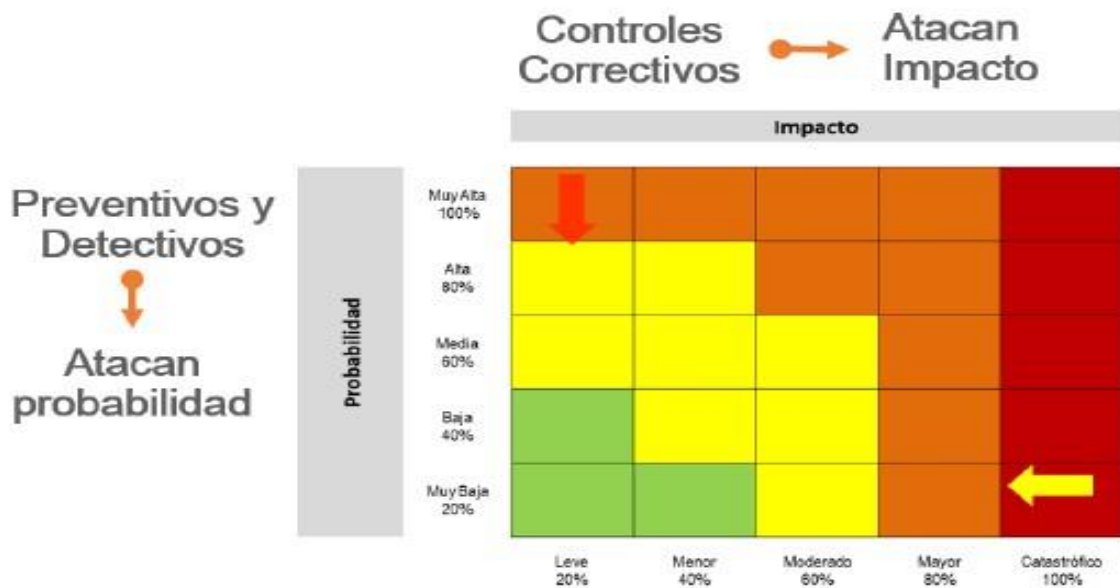 Controles
Correctivos
Atacan
Impacto
Impacto
Preventivos y
Detectivos
Atacan
probabilidad
Probabilidad
Muy Alta
100%
Alta
80%
Media
60%
Baja
40%
Muy Baja
20%
Leve
20%
Menor
40%
Moderado
60%
Mayor
80%
Catastrófico
100%